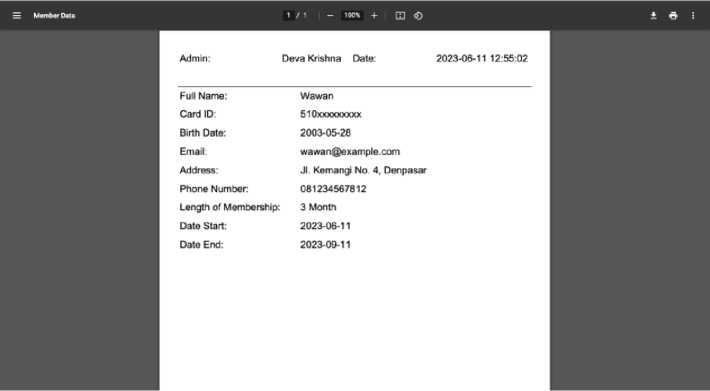 Member Data 1 / 1 100%
Admin: Deva Krishna Date: 2023-06-11 12:55:02
Full Name: Wawan
Card ID: 510xxxxxxxxx
Birth Date: 2003-05-28
Email: wawan@example.com
Address: Jl. Kemangi No. 4, Denpasar
Phone Number: 081234567812
Length of Membership: 3 Month
Date Start: 2023-06-11
Date End: 2023-09-11